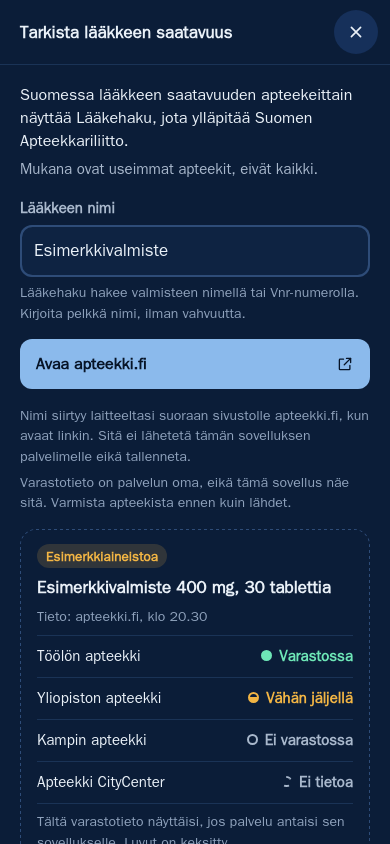 Tarkista lääkkeen saatavuus
Suomessa lääkkeen saatavuuden apteekeittain
näyttää Lääkehaku, jota ylläpitää Suomen
Apteekkariliitto.
Mukana ovat useimmat apteekit, eivät kaikki.
Lääkkeen nimi
Esimerkkivalmiste
Lääkehaku hakee valmisteen nimellä tai Vnr-numerolla.
Kirjoita pelkkä nimi, ilman vahvuutta.
Avaa apteekki.fi
Nimi siirtyy laitteeltasi suoraan sivustolle apteekki.fi, kun
avaat linkin. Sitä ei lähetetä tämän sovelluksen
palvelimelle eikä tallenneta.
Varastotieto on palvelun oma, eikä tämä sovellus näe
sitä. Varmista apteekista ennen kuin lähdet.
Esimerkkiaineistoa
Esimerkkivalmiste 400 mg, 30 tablettia
Tieto: apteekki.fi, klo 20.30
Töölön apteekki Varastossa
Yliopiston apteekki Vähän jäljellä
Kampin apteekki Ei varastossa
Apteekki CityCenter Ei tietoa
Tältä varastotieto näyttäisi, jos palvelu antaisi sen
sovellukselle. Luvut on keksitty.